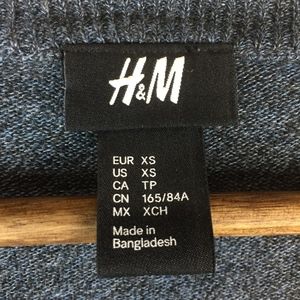 H&M
EUR XS
US XS
CA TP
CN 165/84A
MX XCH
Made in
Bangladesh